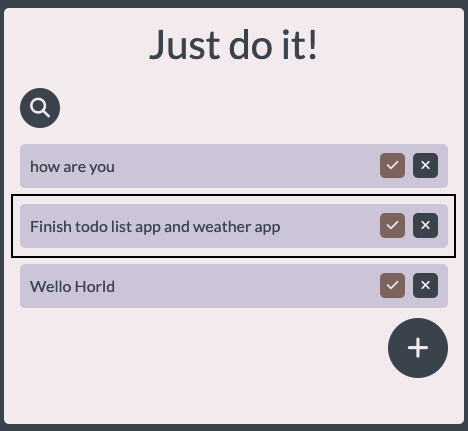 Just do it!
how are you
Finish todo list app and weather app
Wello Horld